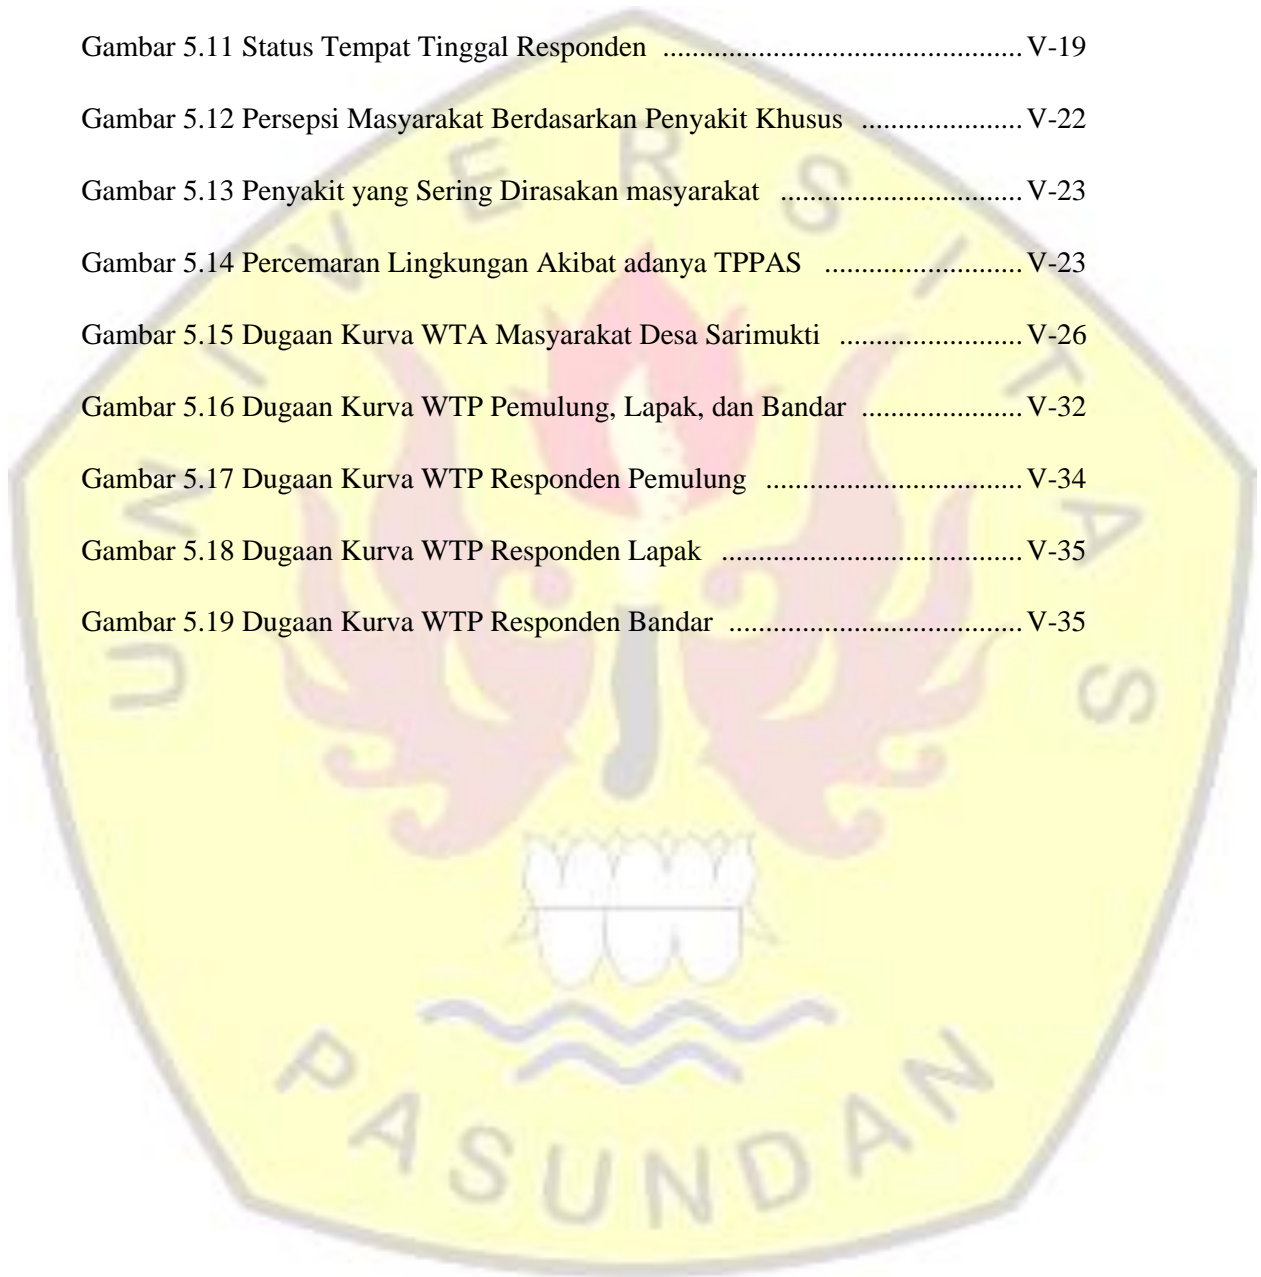 Gambar 5.11 Status Tempat Tinggal Responden ................................................ V-19
Gambar 5.12 Persepsi Masyarakat Berdasarkan Penyakit Khusus ...................... V-22
Gambar 5.13 Penyakit yang Sering Dirasakan masyarakat ................................. V-23
Gambar 5.14 Percemaran Lingkungan Akibat adanya TPPAS ........................... V-23
Gambar 5.15 Dugaan Kurva WTA Masyarakat Desa Sarimukti ......................... V-26
Gambar 5.16 Dugaan Kurva WTP Pemulung, Lapak, dan Bandar ...................... V-32
Gambar 5.17 Dugaan Kurva WTP Responden Pemulung ................................... V-34
Gambar 5.18 Dugaan Kurva WTP Responden Lapak ......................................... V-35
Gambar 5.19 Dugaan Kurva WTP Responden Bandar ........................................ V-35
UNIVERSITAS
PASUNDAN